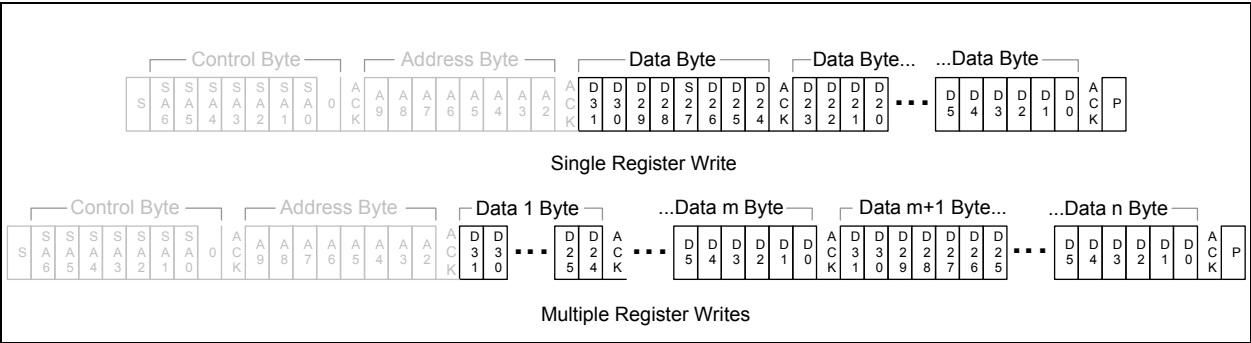 Control Byte Address Byte Data Byte Data Byte... ...Data Byte
S SA6 SA5 SA4 SA3 SA2 SA1 SA0 0 ACK A9 A8 A7 A6 A5 A4 A3 A2 ACK D31 D30 D29 D28 S27 D26 D25 D24 ACK D23 D22 D21 D20 ... D5 D4 D3 D2 D1 D0 ACK P
Single Register Write
Control Byte Address Byte Data 1 Byte ...Data m Byte Data m+1 Byte... ...Data n Byte
S SA6 SA5 SA4 SA3 SA2 SA1 SA0 0 ACK A9 A8 A7 A6 A5 A4 A3 A2 ACK D31 D30 ... D25 D24 ACK ... D5 D4 D3 D2 D1 D0 ACK D31 D30 D29 D28 D27 D26 D25 ... D5 D4 D3 D2 D1 D0 ACK P
Multiple Register Writes